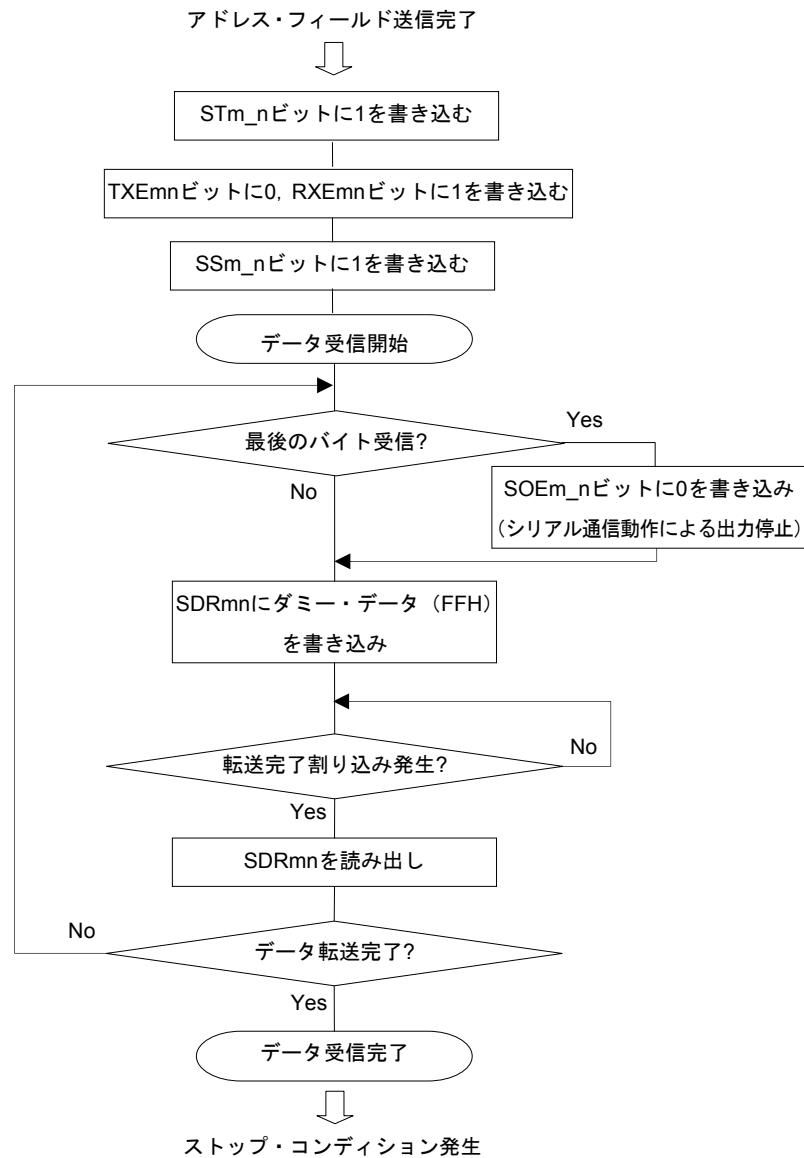 アドレス・フィールド送信完了
STm_nビットに1を書き込む
TXEmnビットに0, RXEmnビットに1を書き込む
SSm_nビットに1を書き込む
データ受信開始
最後のバイト受信?
Yes
No
SOEm_nビットに0を書き込み
(シリアル通信動作による出力停止)
SDRmnにダミー・データ(FFH)
を書き込み
転送完了割り込み発生?
No
Yes
SDRmnを読み出し
No
データ転送完了?
Yes
データ受信完了
ストップ・コンディション発生